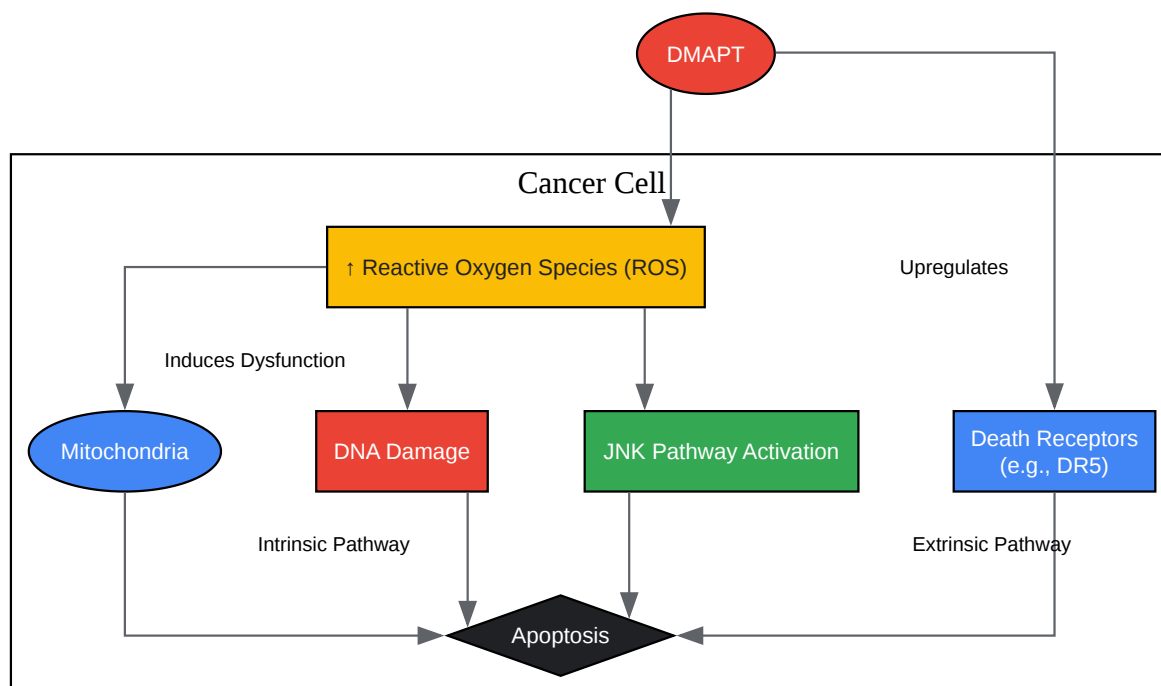 DMAPT
Cancer Cell
↑ Reactive Oxygen Species (ROS)
Upregulates
Induces Dysfunction
Mitochondria
DNA Damage
JNK Pathway Activation
Death Receptors
(e.g., DR5)
Intrinsic Pathway
Extrinsic Pathway
Apoptosis